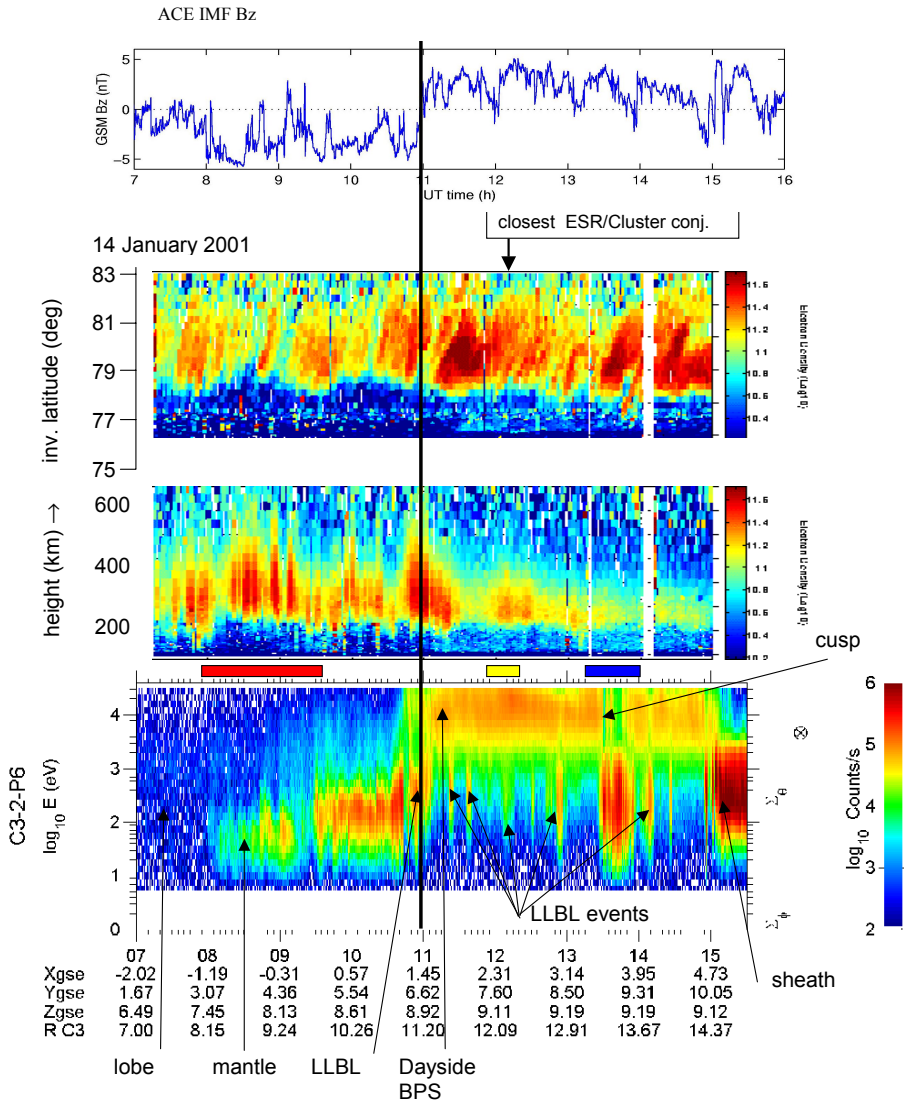 ACE IMF Bz
GSM Bz (nT)
5
0
−5
7 8 9 10 11 12 13 14 15 16
UT time (h)
closest ESR/Cluster conj.
14 January 2001
inv. latitude (deg)
83
81
79
77
75
11.6
11.4
11.2
11
10.8
10.6
10.4
height (km) →
600
400
200
11.6
11.4
11.2
11
10.8
10.6
10.4
10.2
cusp
C3-2-P6
log10 E (eV)
4
3
2
1
0
LLBL events
log10 Counts/s
6
5
4
3
2
sheath
07 08 09 10 11 12 13 14 15
Xgse -2.02 -1.19 -0.31 0.57 1.45 2.31 3.14 3.95 4.73
Ygse 1.67 3.07 4.36 5.54 6.62 7.60 8.50 9.31 10.05
Zgse 6.49 7.45 8.13 8.61 8.92 9.11 9.19 9.19 9.12
R C3 7.00 8.15 9.24 10.26 11.20 12.09 12.91 13.67 14.37
lobe mantle LLBL Dayside
BPS